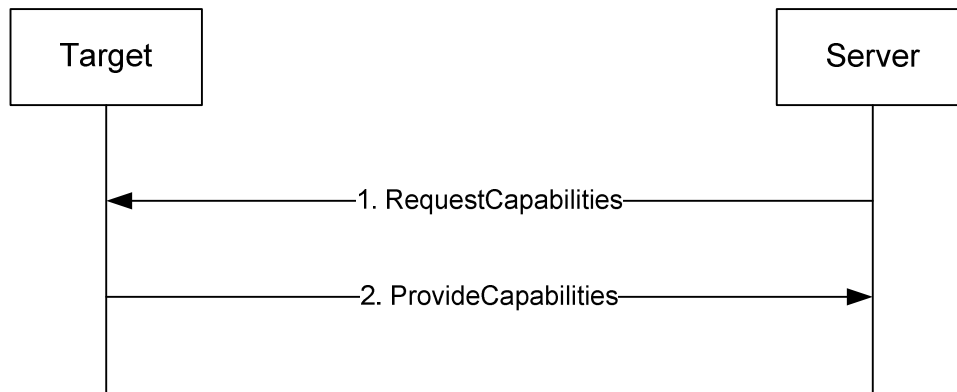 Target
Server
1. RequestCapabilities
2. ProvideCapabilities